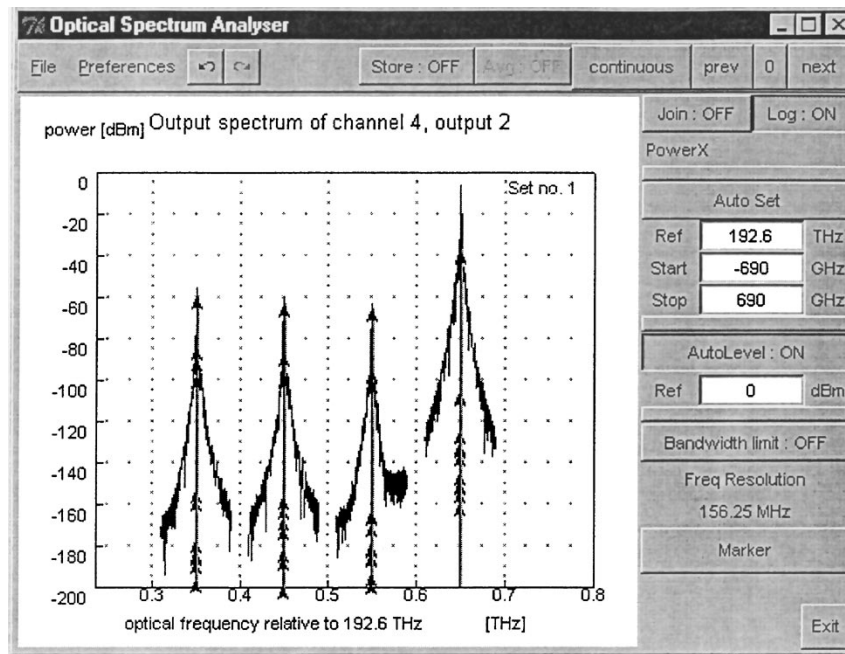 Optical Spectrum Analyser
File Preferences Store : OFF Avg : OFF continuous prev 0 next
Join : OFF Log : ON
PowerX
Auto Set
Ref 192.6 THz
Start -690 GHz
Stop 690 GHz
AutoLevel : ON
Ref 0 dBm
Bandwidth limit : OFF
Freq Resolution
156.25 MHz
Marker
Exit
power [dBm] Output spectrum of channel 4, output 2
Set no. 1
0
-20
-40
-60
-80
-100
-120
-140
-160
-180
-200
0.3 0.4 0.5 0.6 0.7 0.8
optical frequency relative to 192.6 THz [THz]